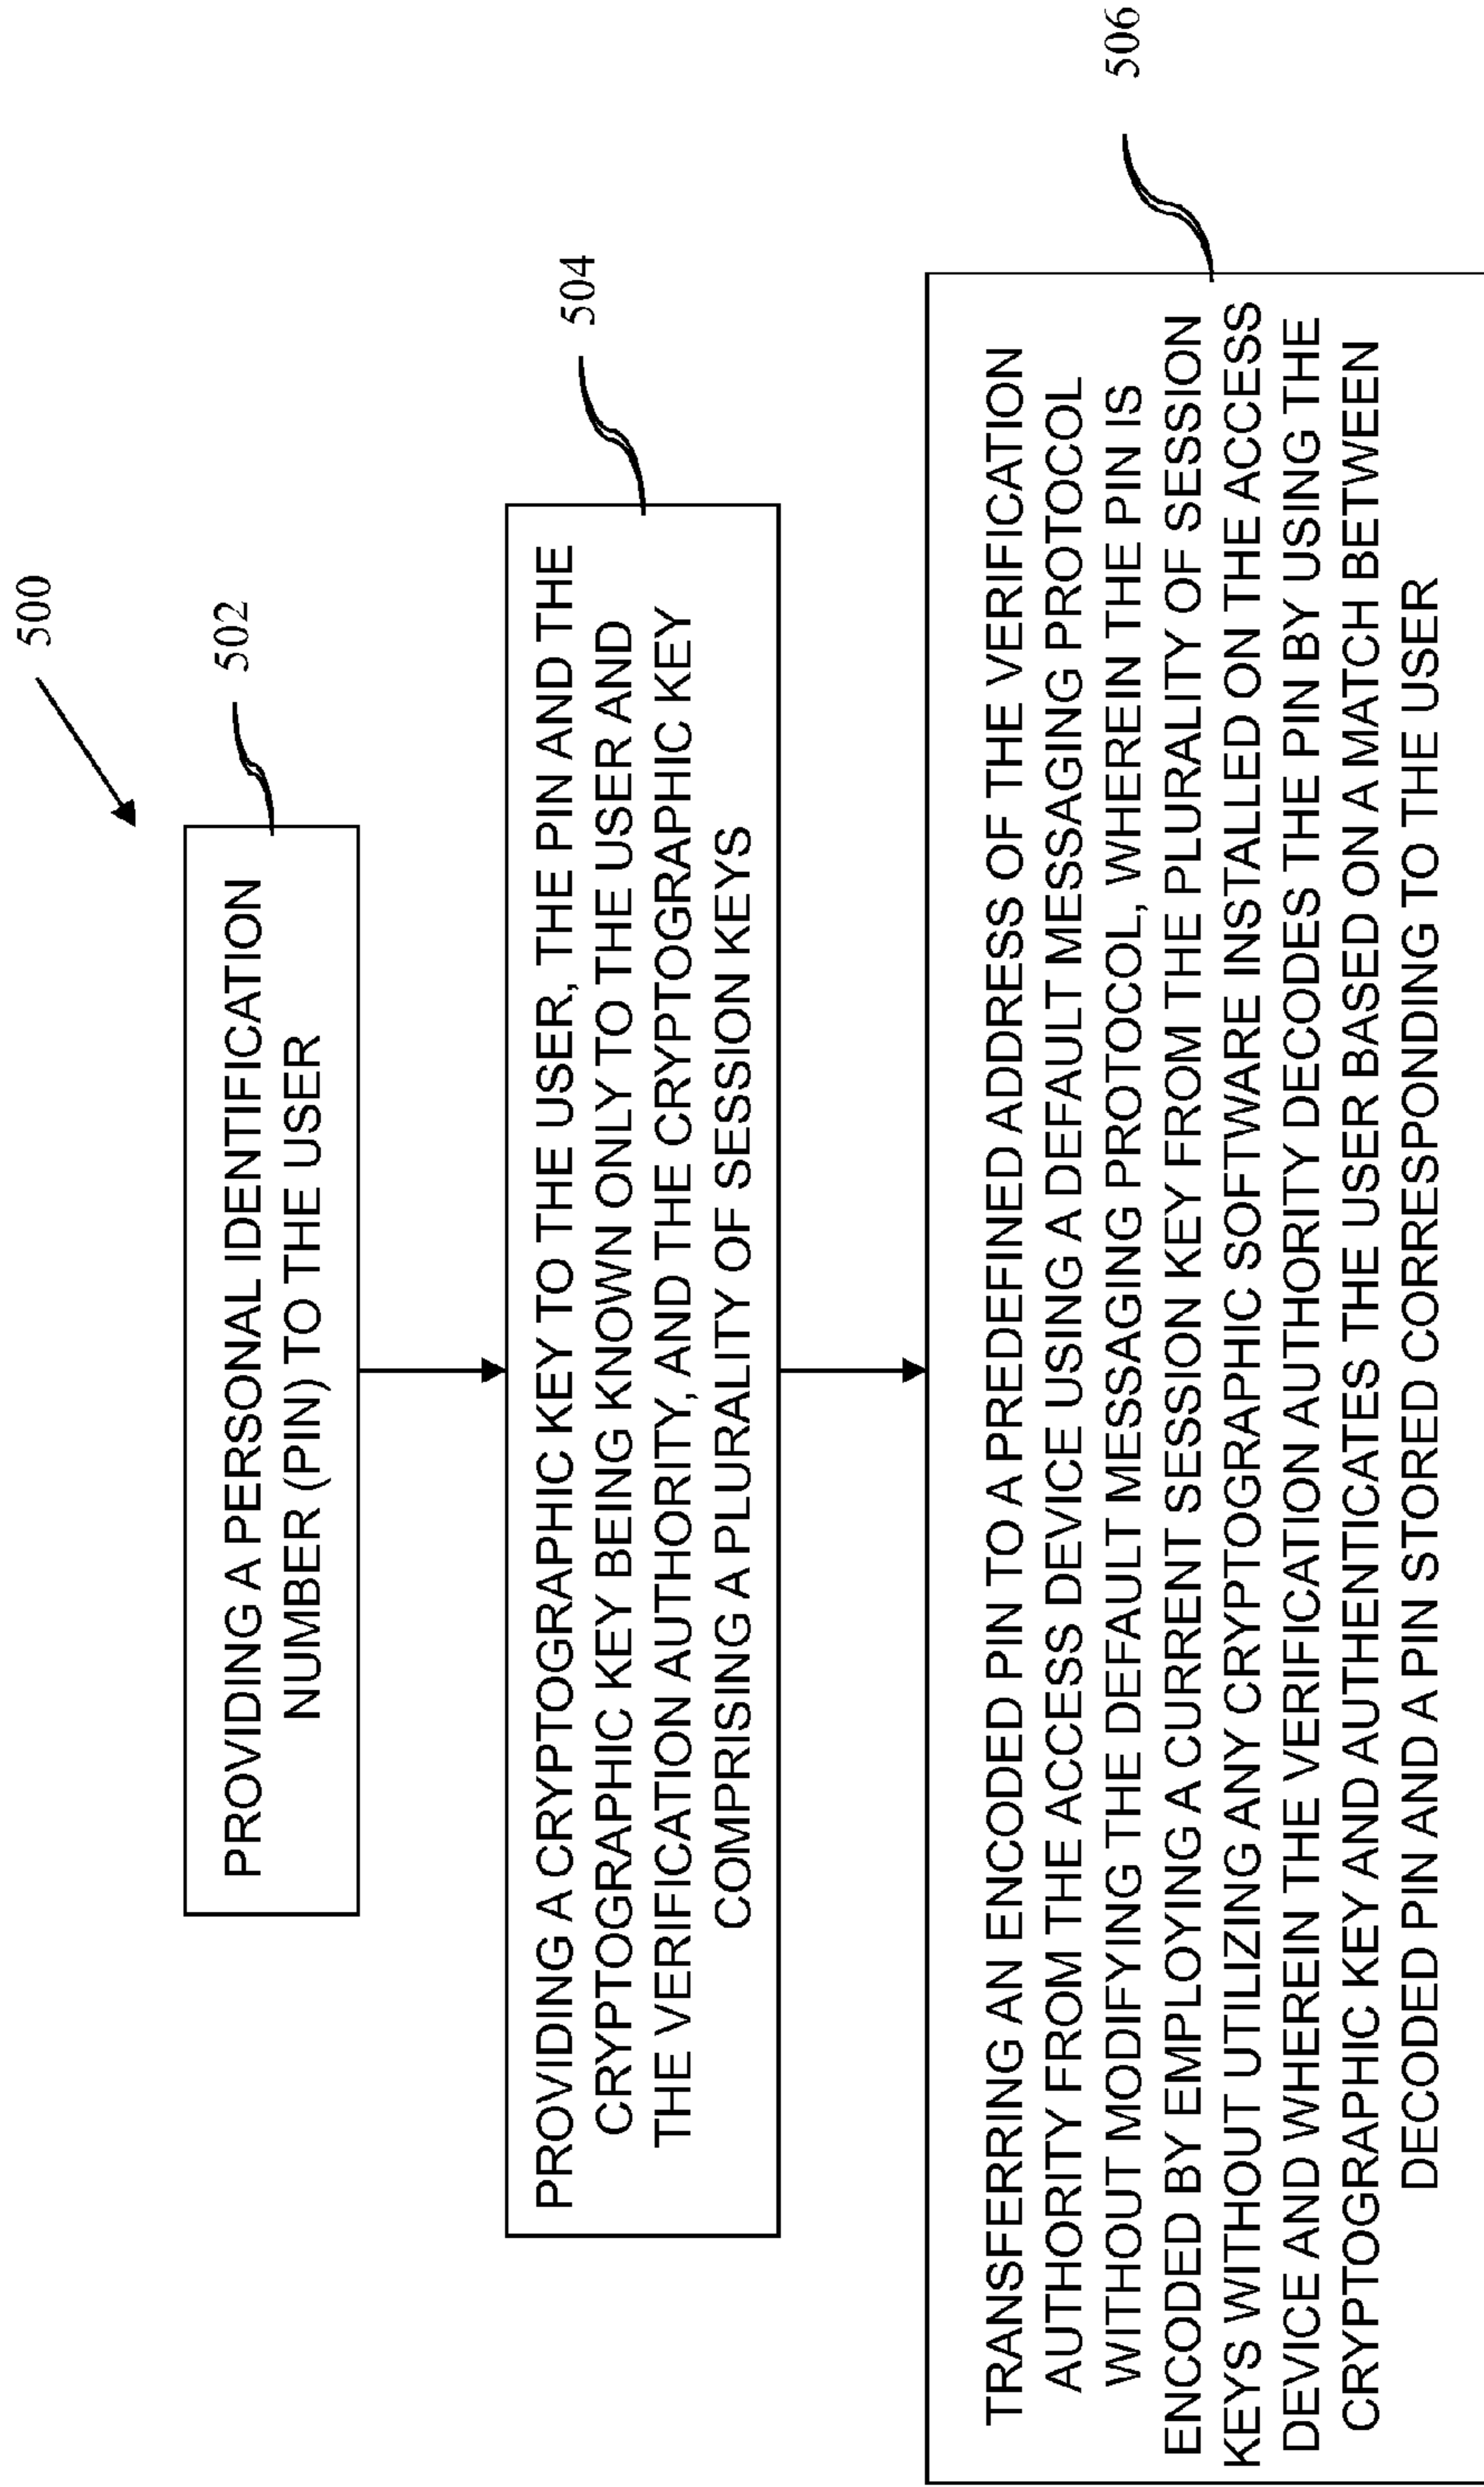 500
502
PROVIDING A PERSONAL IDENTIFICATION
NUMBER (PIN) TO THE USER
504
PROVIDING A CRYPTOGRAPHIC KEY TO THE USER, THE PIN AND THE
CRYPTOGRAPHIC KEY BEING KNOWN ONLY TO THE USER AND
THE VERIFICATION AUTHORITY, AND THE CRYPTOGRAPHIC KEY
COMPRISING A PLURALITY OF SESSION KEYS
506
TRANSFERRING AN ENCODED PIN TO A PREDEFINED ADDRESS OF THE VERIFICATION
AUTHORITY FROM THE ACCESS DEVICE USING A DEFAULT MESSAGING PROTOCOL
WITHOUT MODIFYING THE DEFAULT MESSAGING PROTOCOL, WHEREIN THE PIN IS
ENCODED BY EMPLOYING A CURRENT SESSION KEY FROM THE PLURALITY OF SESSION
KEYS WITHOUT UTILIZING ANY CRYPTOGRAPHIC SOFTWARE INSTALLED ON THE ACCESS
DEVICE AND WHEREIN THE VERIFICATION AUTHORITY DECODES THE PIN BY USING THE
CRYPTOGRAPHIC KEY AND AUTHENTICATES THE USER BASED ON A MATCH BETWEEN
DECODED PIN AND A PIN STORED CORRESPONDING TO THE USER